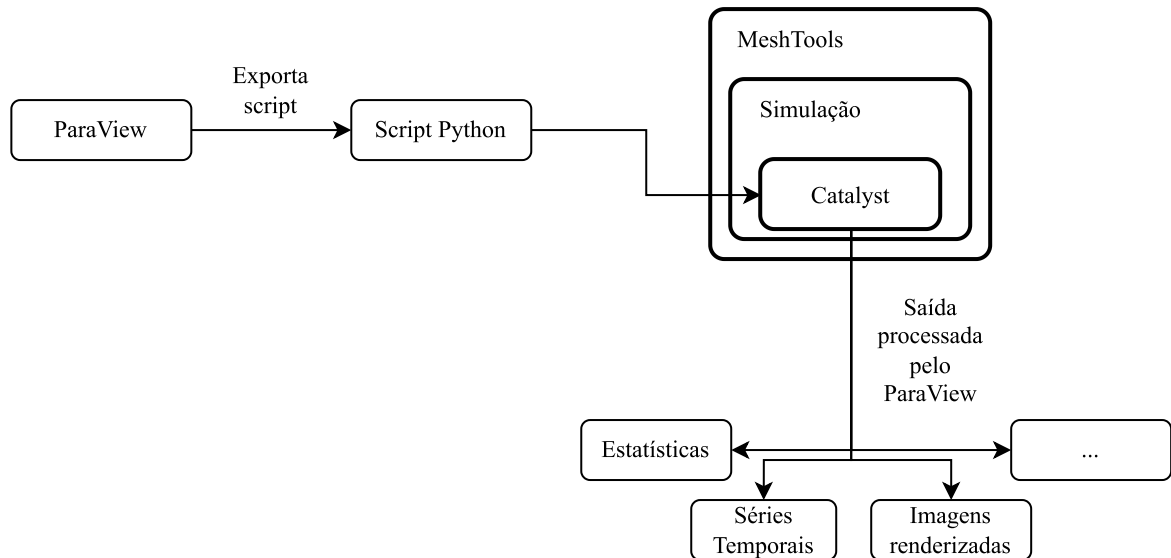 MeshTools
Exporta
script
Simulação
ParaView
Script Python
Catalyst
Saída
processada
pelo
ParaView
Estatísticas
...
Séries
Temporais
Imagens
renderizadas